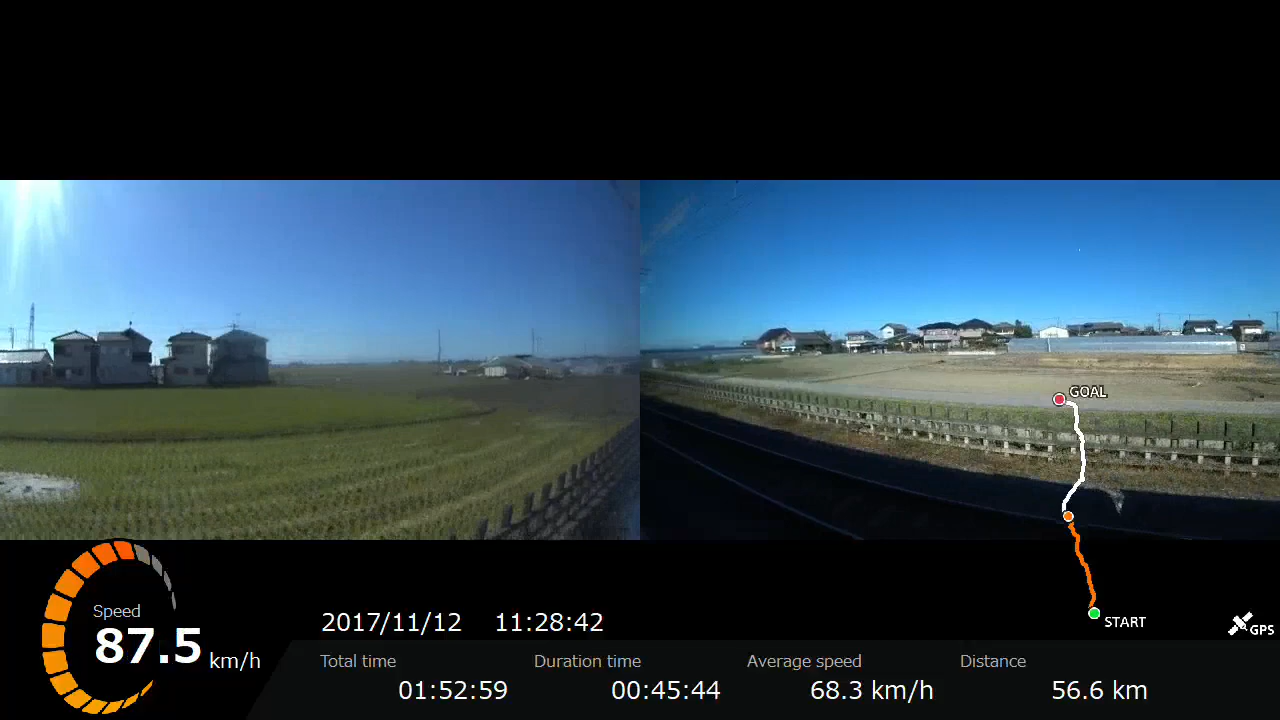 GOAL
START
GPS
Speed
87.5 km/h
2017/11/12 11:28:42
Total time
01:52:59
Duration time
00:45:44
Average speed
68.3 km/h
Distance
56.6 km